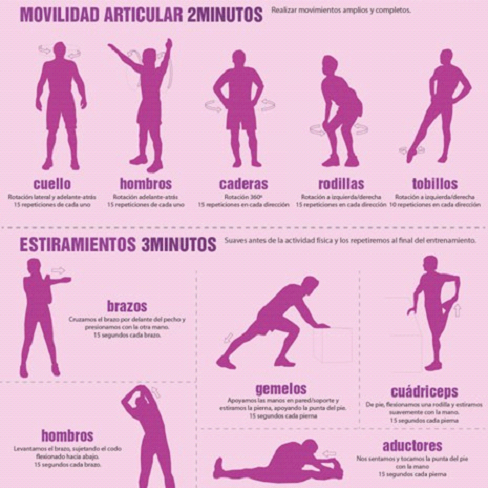 MOVILIDAD ARTICULAR 2MINUTOS
Realizar movimientos amplios y completos.
cuello
Rotación lateral y adelante-atrás
15 repeticiones de cada uno
hombros
Rotación adelante-atrás
15 repeticiones de cada uno
caderas
Rotación 360º
15 repeticiones en cada dirección
rodillas
Rotación a izquierda/derecha
15 repeticiones en cada dirección
tobillos
Rotación a izquierda/derecha
10 repeticiones en cada dirección
ESTIRAMIENTOS 3MINUTOS
Suaves antes de la actividad física y los repetiremos al final del entrenamiento.
brazos
Cruzamos el brazo por delante del pecho y
presionamos con la otra mano.
15 segundos cada brazo.
gemelos
Apoyamos las manos en pared/soporte y
estiramos la pierna, apoyando la punta del pie.
15 segundos cada pierna
cuádriceps
De pie, flexionamos una rodilla y estiramos
suavemente con la mano.
15 segundos cada pierna
hombros
Levantamos el brazo, sujetando el codo
flexionado hacia abajo.
15 segundos cada brazo.
aductores
Nos sentamos y tocamos la punta del pie
con la mano
15 segundos cada pierna